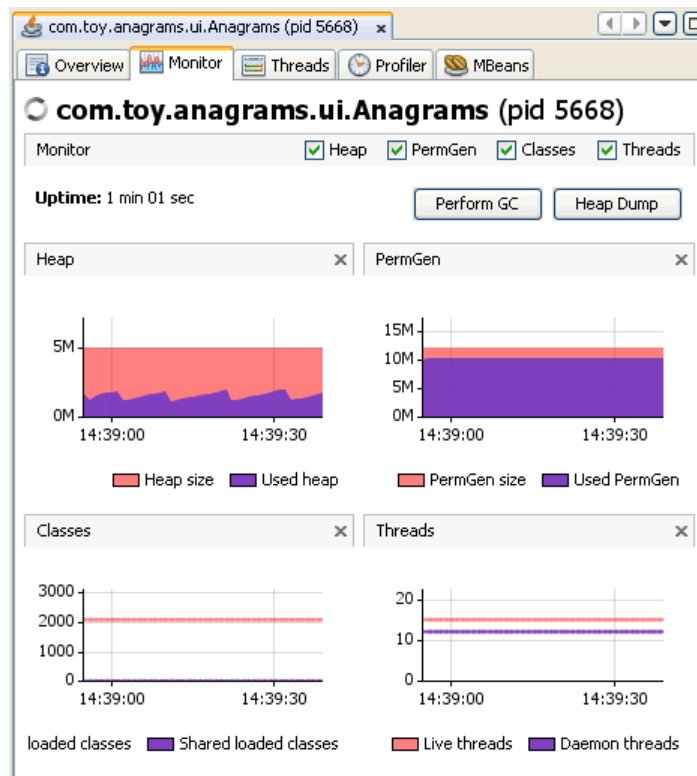 com.toy.anagrams.ui.Anagrams (pid 5668)
Overview Monitor Threads Profiler MBeans
com.toy.anagrams.ui.Anagrams (pid 5668)
Monitor Heap PermGen Classes Threads
Uptime: 1 min 01 sec Perform GC Heap Dump
Heap
5M
0M
14:39:00 14:39:30
Heap size Used heap
PermGen
15M
10M
5M
0M
14:39:00 14:39:30
PermGen size Used PermGen
Classes
3000
2000
1000
0
14:39:00 14:39:30
loaded classes Shared loaded classes
Threads
20
10
0
14:39:00 14:39:30
Live threads Daemon threads